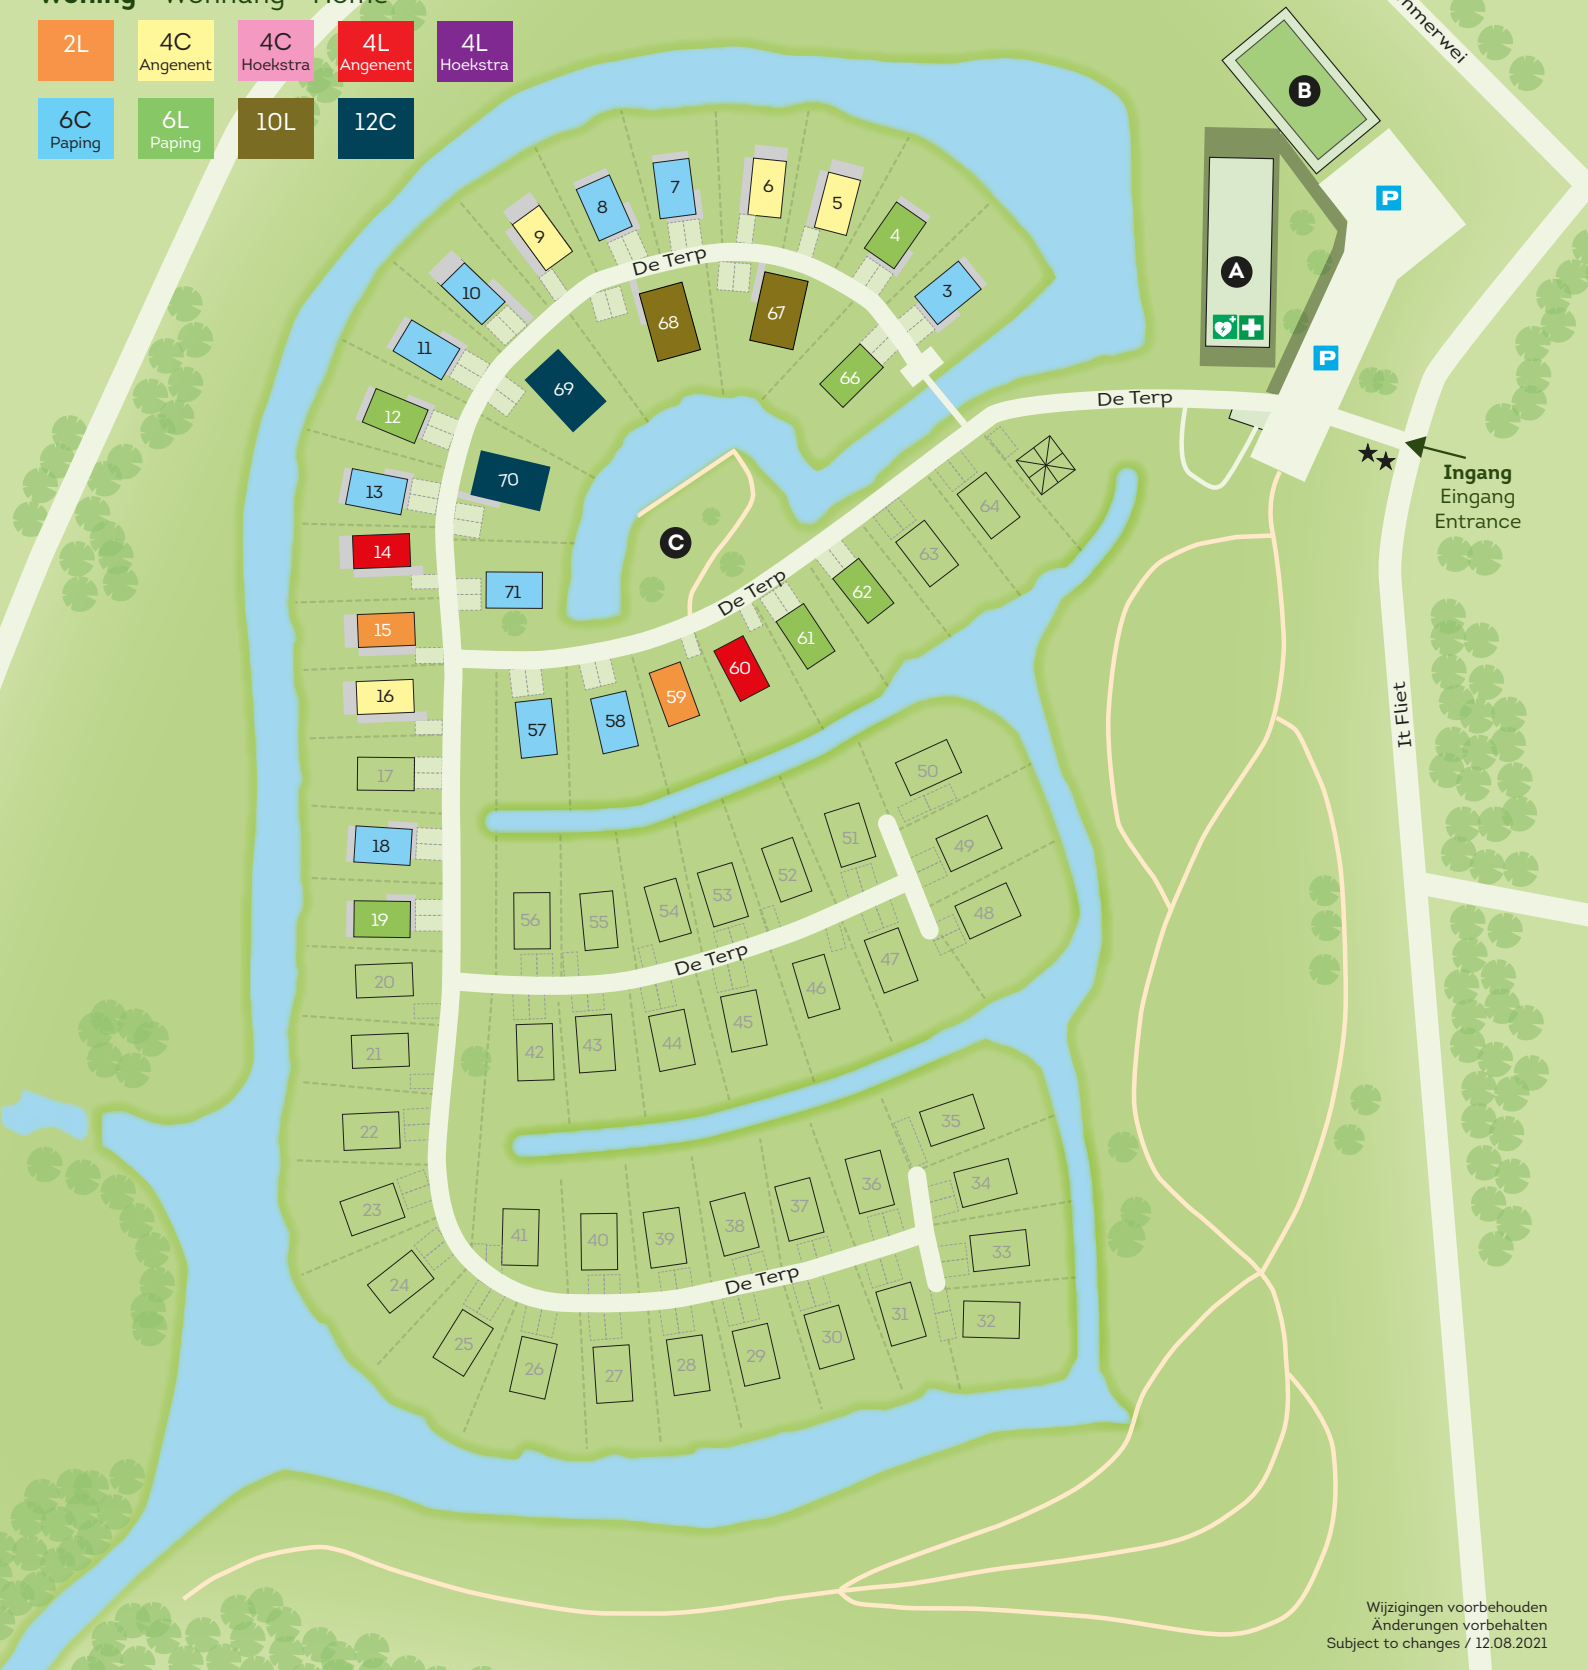 Woning Wohnung Home
2L
4C
Angenent
4C
Hoekstra
4L
Angenent
4L
Hoekstra
6C
Paping
6L
Paping
10L
12C
mmerwei
B
P
A
P
De Terp
Ingang
Eingang
Entrance
It Fliet
3
4
5
6
7
8
9
10
11
12
13
14
15
16
17
18
19
20
21
22
23
24
25
26
27
28
29
30
31
32
33
34
35
36
37
38
39
40
41
42
43
44
45
46
47
48
49
50
51
52
53
54
55
56
57
58
59
60
61
62
63
64
66
67
68
69
70
71
C
De Terp
De Terp
De Terp
De Terp
Wijzigingen voorbehouden
Änderungen vorbehalten
Subject to changes / 12.08.2021